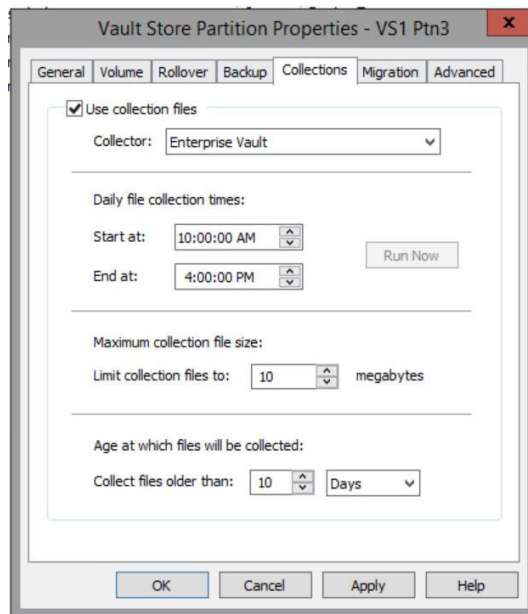 Vault Store Partition Properties - VS1 Ptn3
x
General Volume Rollover Backup Collections Migration Advanced
Use collection files
Collector: Enterprise Vault
Daily file collection times:
Start at: 10:00:00 AM
Run Now
End at: 4:00:00 PM
Maximum collection file size:
Limit collection files to: 10 megabytes
Age at which files will be collected:
Collect files older than: 10 Days
OK Cancel Apply Help